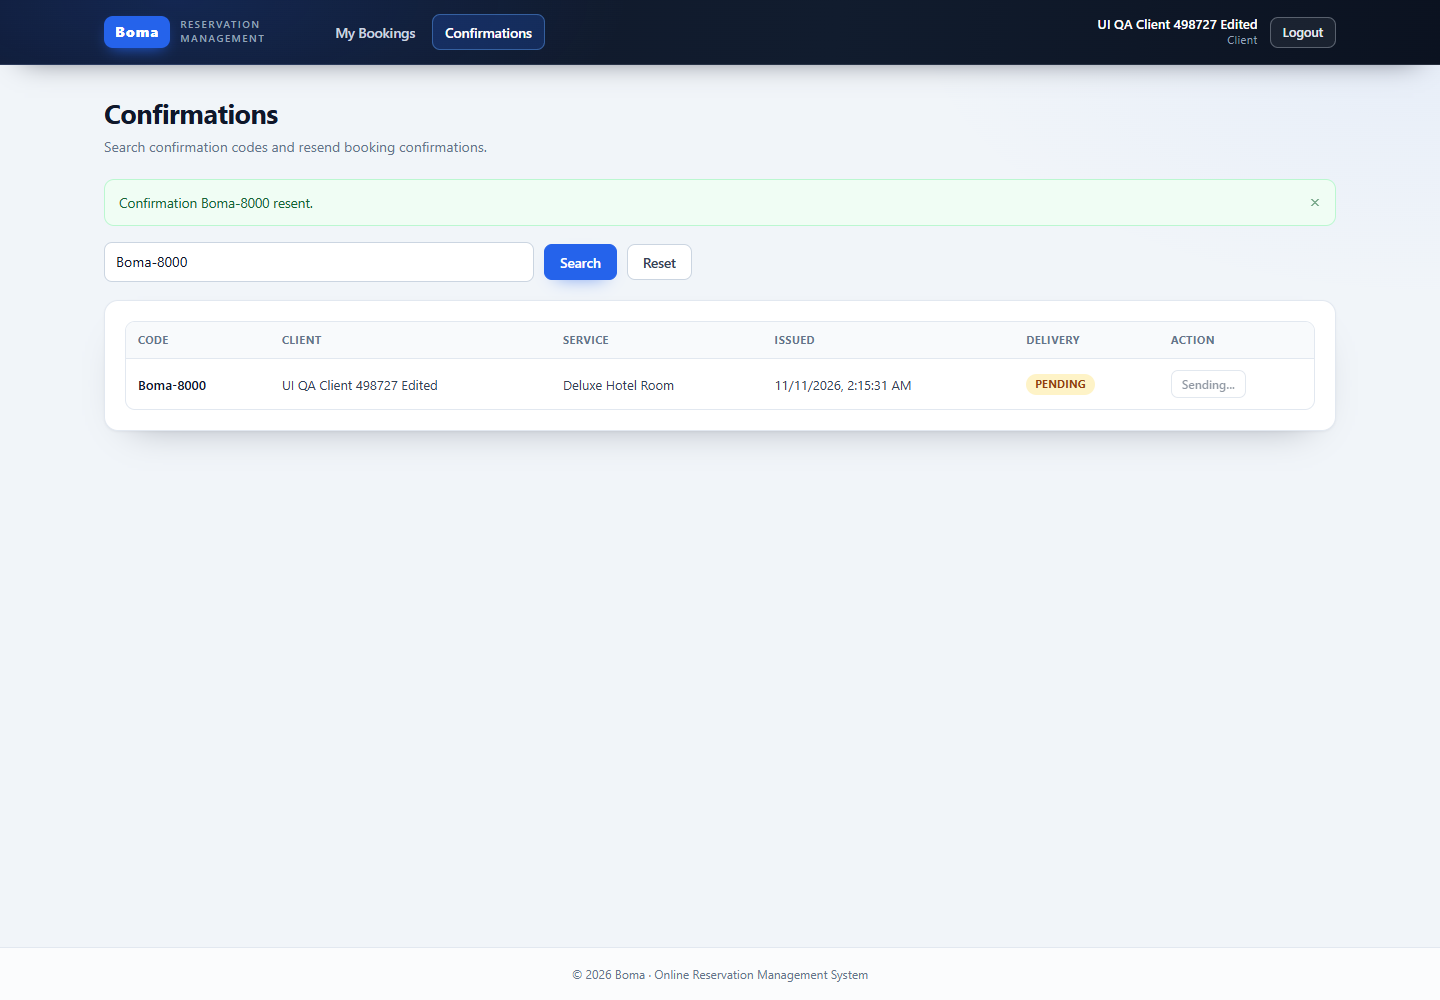 Boma
RESERVATION
MANAGEMENT
My Bookings
Confirmations
UI QA Client 498727 Edited
Client
Logout
Confirmations
Search confirmation codes and resend booking confirmations.
Confirmation Boma-8000 resent.
×
Boma-8000
Search
Reset
CODE CLIENT SERVICE ISSUED DELIVERY ACTION
Boma-8000 UI QA Client 498727 Edited Deluxe Hotel Room 11/11/2026, 2:15:31 AM PENDING Sending...
© 2026 Boma · Online Reservation Management System